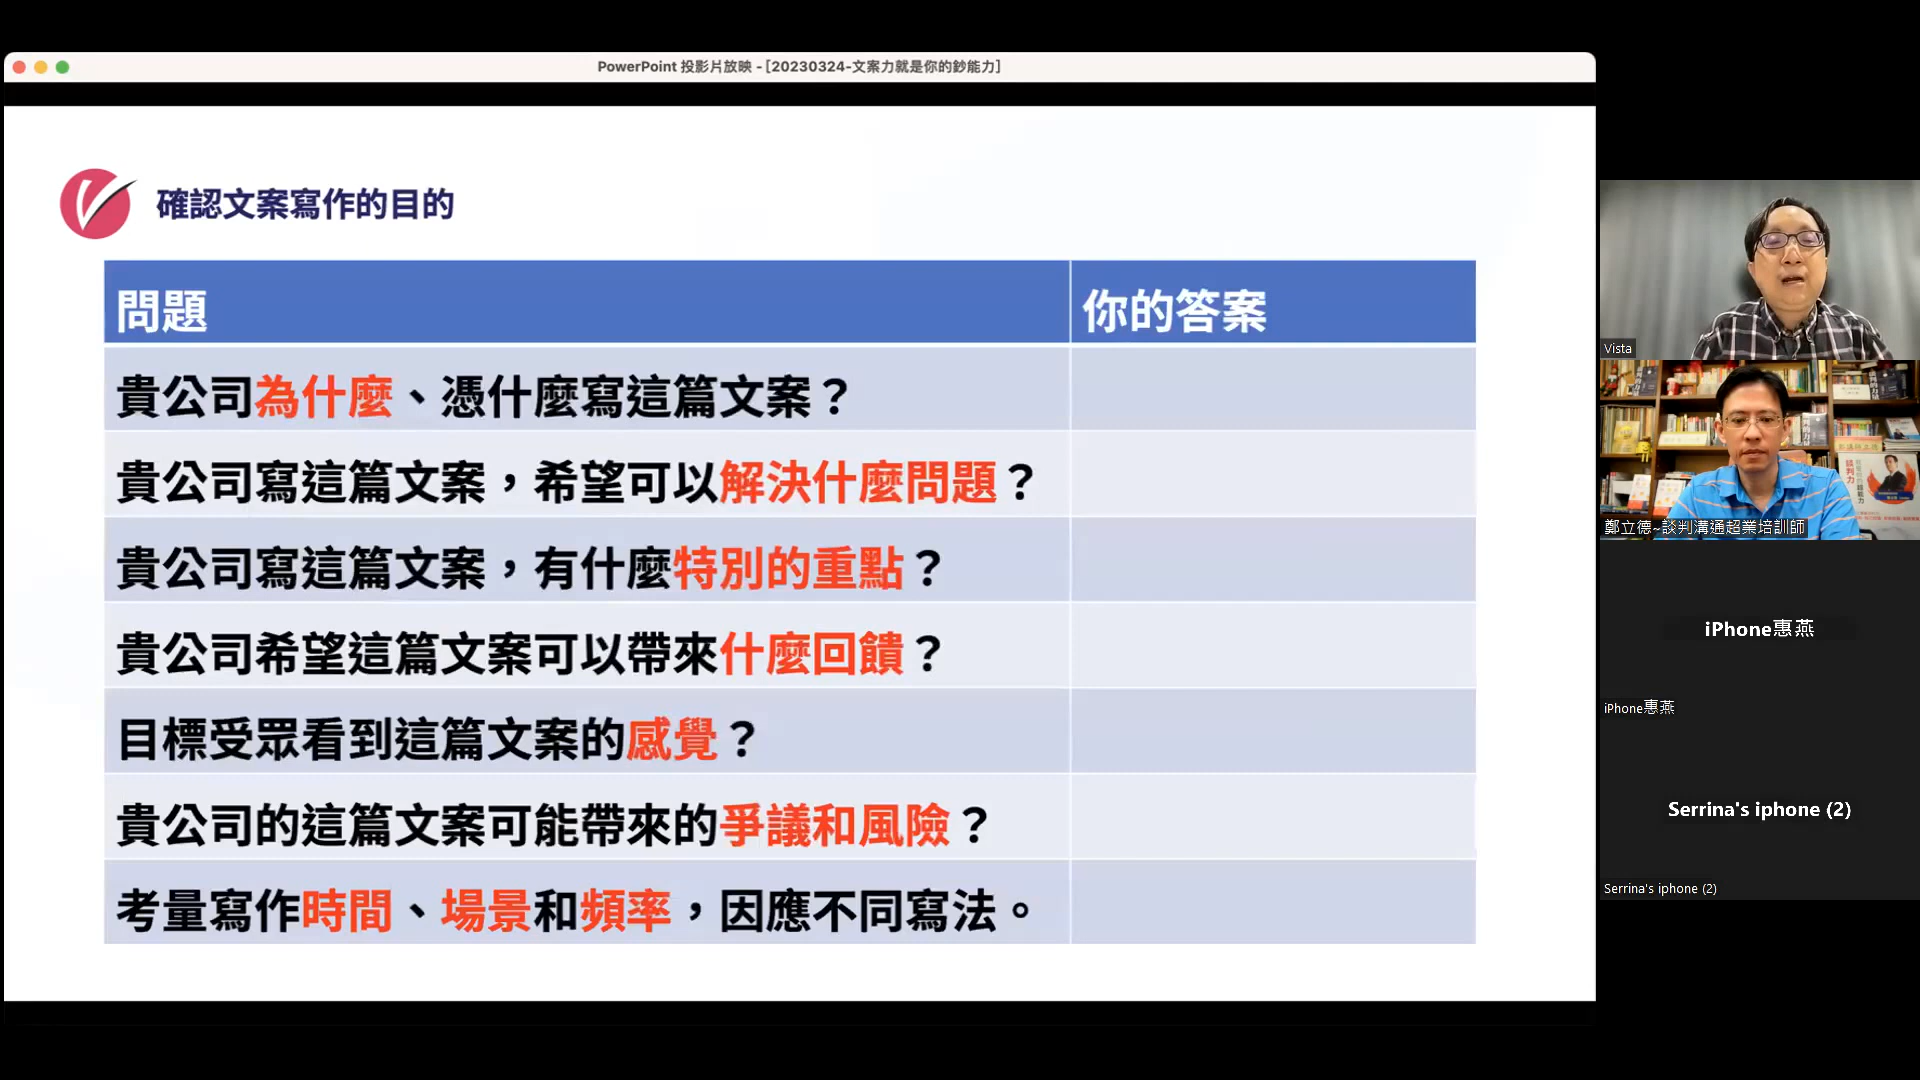 PowerPoint 投影片放映 - [20230324-文案力就是你的鈔能力]
確認文案寫作的目的
問題
你的答案
貴公司為什麼、憑什麼寫這篇文案？
貴公司寫這篇文案，希望可以解決什麼問題？
貴公司寫這篇文案，有什麼特別的重點？
貴公司希望這篇文案可以帶來什麼回饋？
目標受眾看到這篇文案的感覺？
貴公司的這篇文案可能帶來的爭議和風險？
考量寫作時間、場景和頻率，因應不同寫法。
Vista
鄭立德~談判溝通超業培訓師
iPhone惠燕
iPhone惠燕
Serrina's iphone (2)
Serrina's iphone (2)